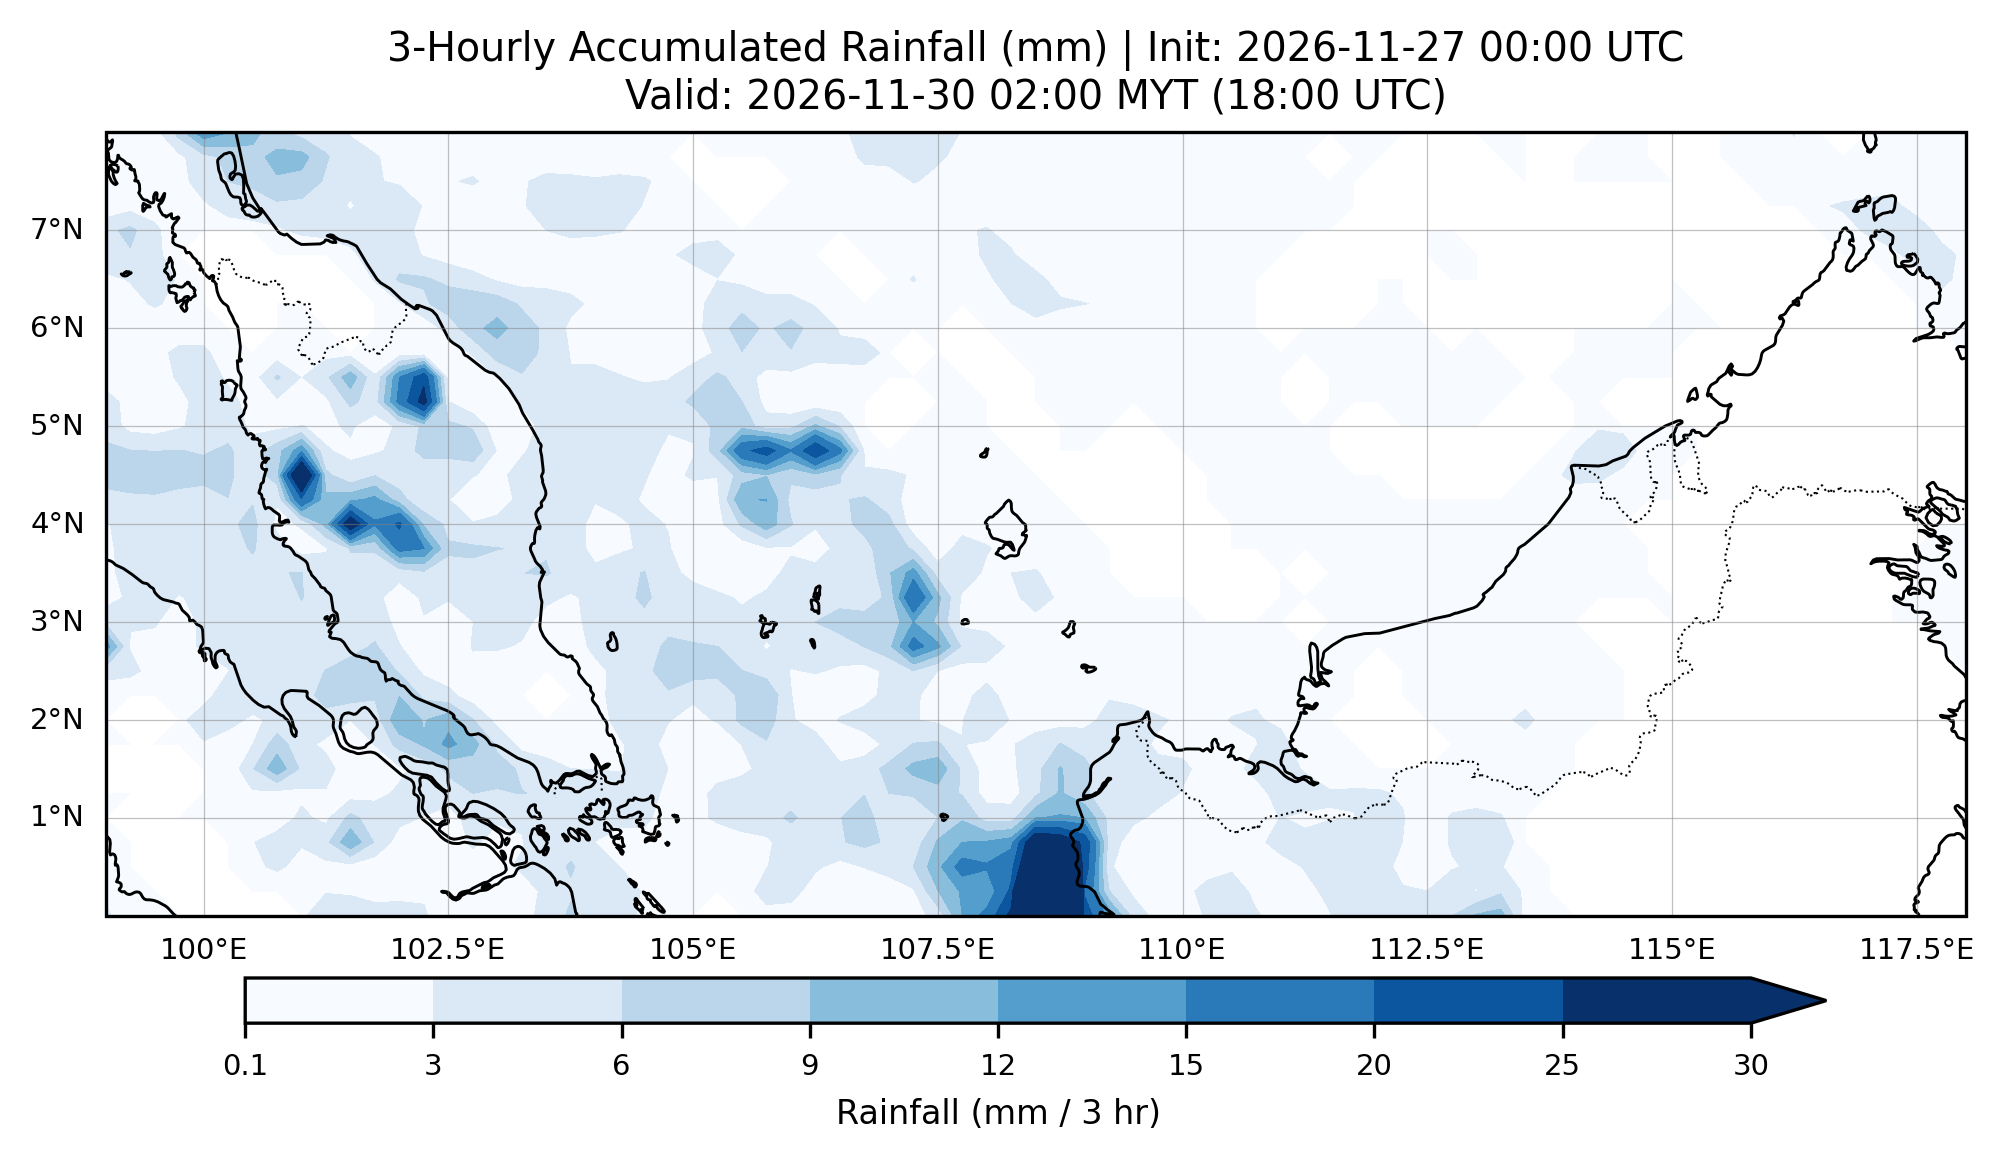 3-Hourly Accumulated Rainfall (mm) | Init: 2026-11-27 00:00 UTC
Valid: 2026-11-30 02:00 MYT (18:00 UTC)
7°N
6°N
5°N
4°N
3°N
2°N
1°N
100°E 102.5°E 105°E 107.5°E 110°E 112.5°E 115°E 117.5°E
0.1 3 6 9 12 15 20 25 30
Rainfall (mm / 3 hr)